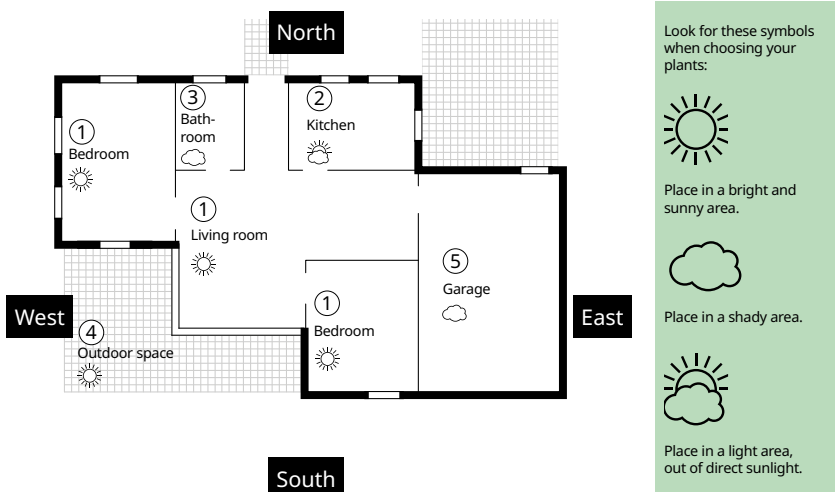 North
3
Bath-
room
2
Kitchen
1
Bedroom
1
Living room
5
Garage
West
4
Outdoor space
1
Bedroom
East
South
Look for these symbols
when choosing your
plants:
Place in a bright and
sunny area.
Place in a shady area.
Place in a light area,
out of direct sunlight.